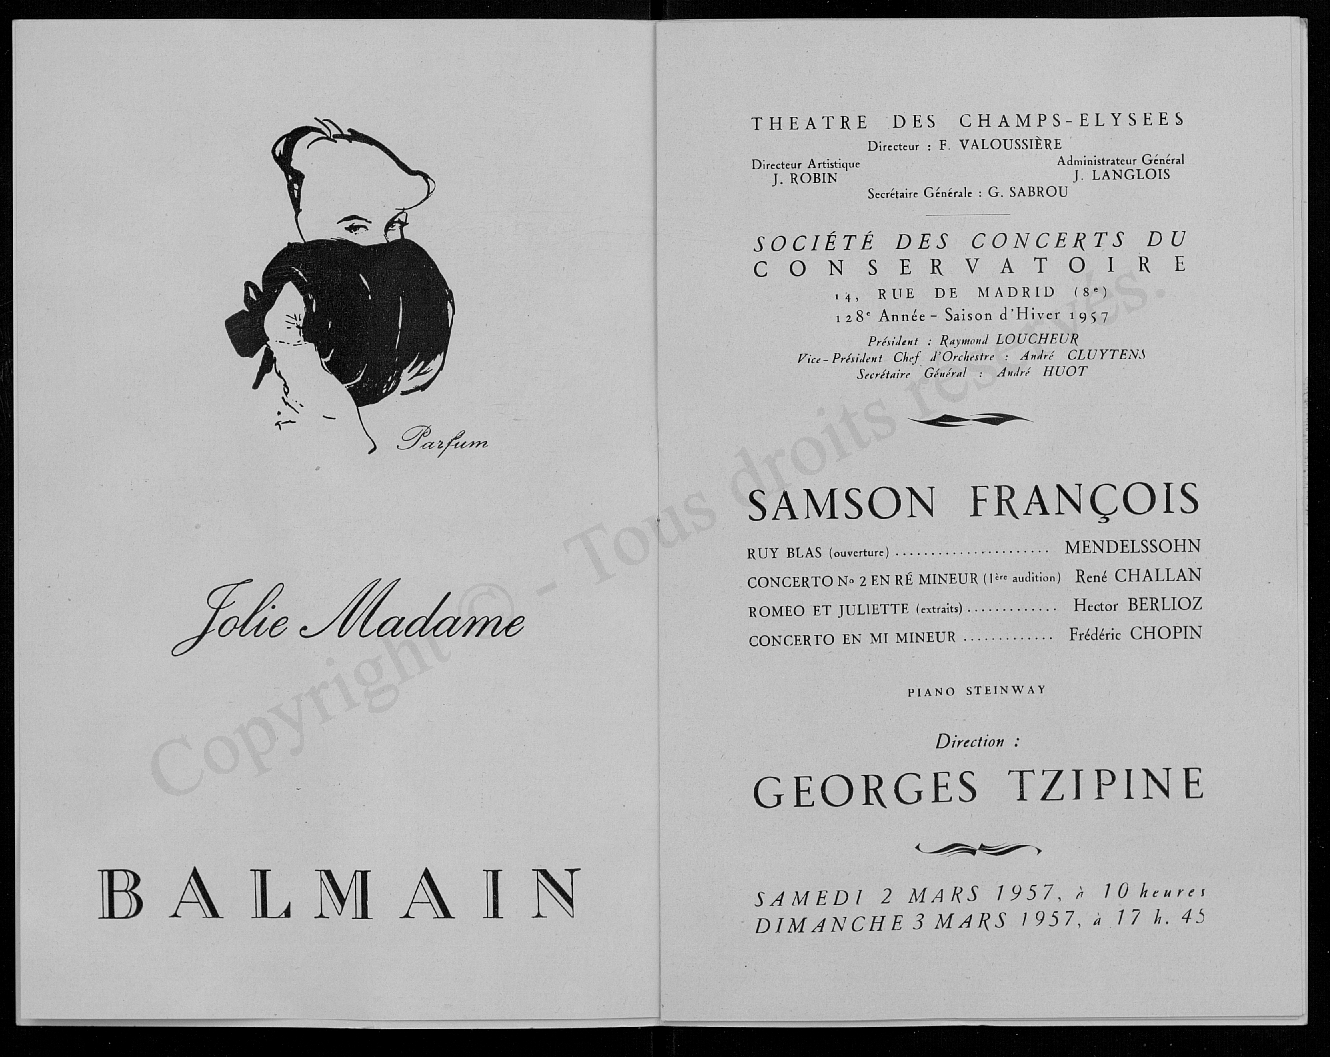 Parfum
Jolie Madame
BALMAIN
THEATRE DES CHAMPS-ELYSEES
Directeur : F. VALOUSSIÈRE
Directeur Artistique
J. ROBIN
Administrateur Général
J. LANGLOIS
Secrétaire Générale : G. SABROU
SOCIÉTÉ DES CONCERTS DU
CONSERVATOIRE
14, RUE DE MADRID (8e)
128e Année - Saison d'Hiver 1957
Président : Raymond LOUCHEUR
Vice-Président Chef d'Orchestre : André CLUYTENS
Secrétaire Général : André HUOT
SAMSON FRANÇOIS
RUY BLAS (ouverture) ...................... MENDELSSOHN
CONCERTO No 2 EN RÉ MINEUR (1ère audition) René CHALLAN
ROMEO ET JULIETTE (extraits) ............. Hector BERLIOZ
CONCERTO EN MI MINEUR ............. Frédéric CHOPIN
PIANO STEINWAY
Direction :
GEORGES TZIPINE
SAMEDI 2 MARS 1957, à 10 heures
DIMANCHE 3 MARS 1957, à 17 h. 45
Copyright © - Tous droits reservés.